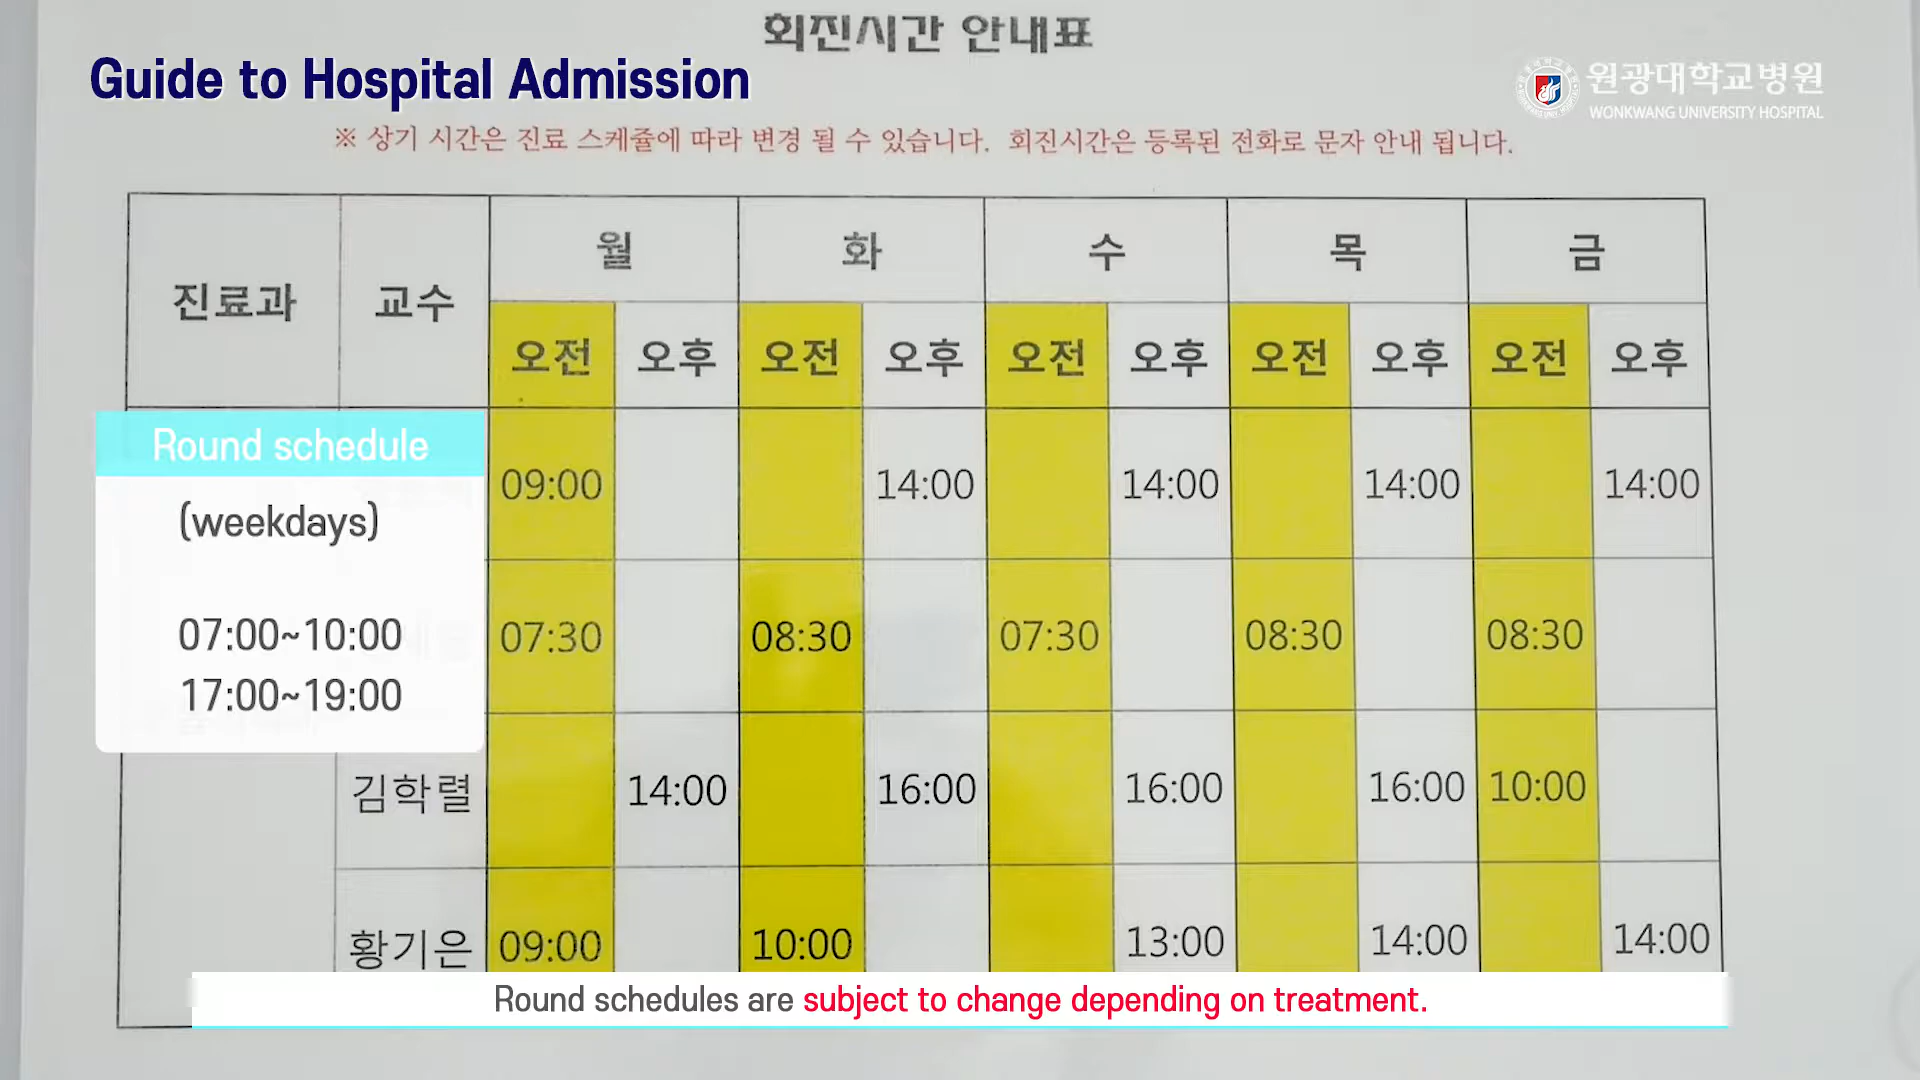 회진시간 안내표
Guide to Hospital Admission
원광대학교병원
WONKWANG UNIVERSITY HOSPITAL
※ 상기 시간은 진료 스케쥴에 따라 변경 될 수 있습니다. 회진시간은 등록된 전화로 문자 안내 됩니다.
진료과 교수 월 화 수 목 금
오전 오후 오전 오후 오전 오후 오전 오후 오전 오후
Round schedule
(weekdays)
07:00~10:00
17:00~19:00
09:00 14:00 14:00 14:00 14:00
07:30 08:30 07:30 08:30 08:30
김학렬 14:00 16:00 16:00 16:00 10:00
황기은 09:00 10:00 13:00 14:00 14:00
Round schedules are subject to change depending on treatment.